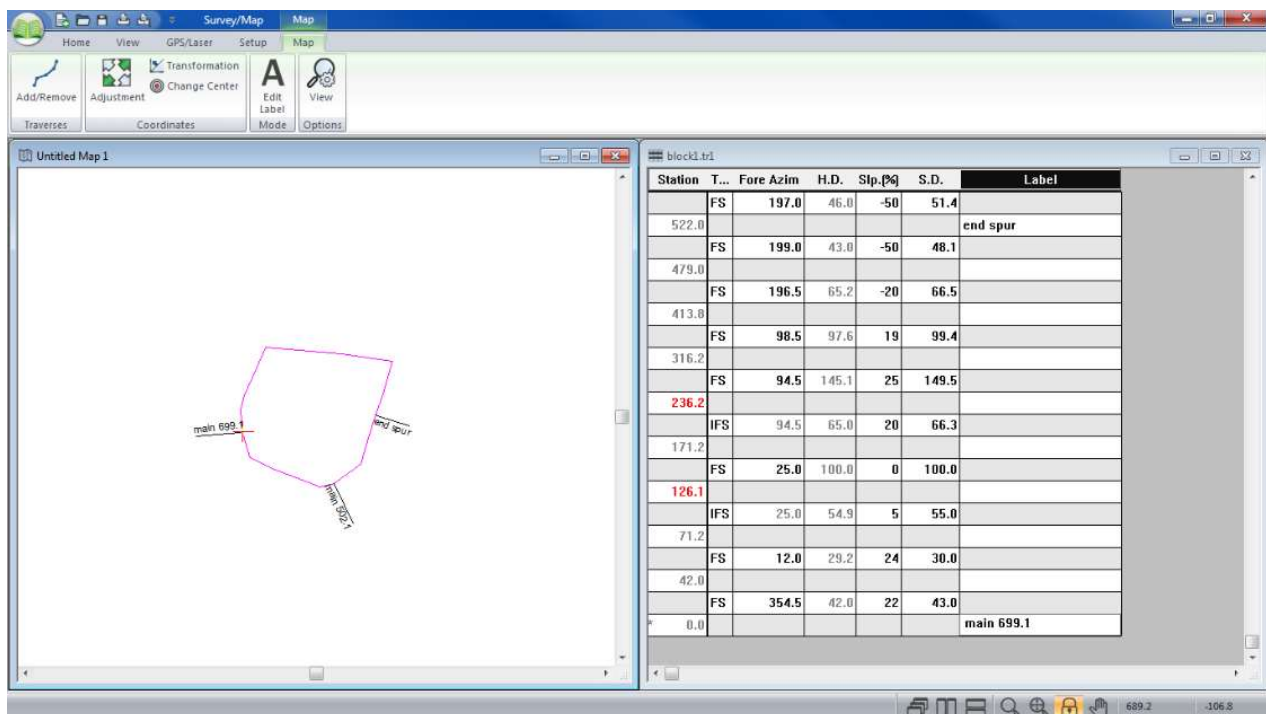 Survey/Map Map
Home View GPS/Laser Setup Map
Add/Remove
Traverses
Adjustment
Transformation
Change Center
Coordinates
Edit
Label
Mode
View
Options
Untitled Map 1
main 699.1
end spur
main 502-1
block1.tr1
Station T... Fore Azim H.D. Slp.[%] S.D. Label
FS 197.0 46.0 -50 51.4
522.0 end spur
FS 199.0 43.0 -50 48.1
479.0
FS 196.5 65.2 -20 66.5
413.8
FS 98.5 97.6 19 99.4
316.2
FS 94.5 145.1 25 149.5
236.2
IFS 94.5 65.0 20 66.3
171.2
FS 25.0 100.0 0 100.0
126.1
IFS 25.0 54.9 5 55.0
71.2
FS 12.0 29.2 24 30.0
42.0
FS 354.5 42.0 22 43.0
* 0.0 main 699.1
689.2 -106.8